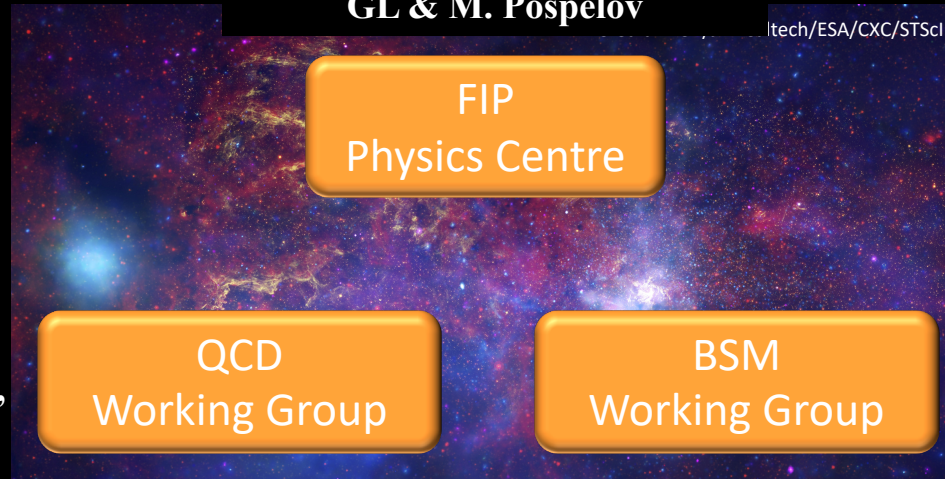 GL & M. Pospelov
ltech/ESA/CXC/STScI
FIP
Physics Centre
QCD
Working Group
BSM
Working Group
,